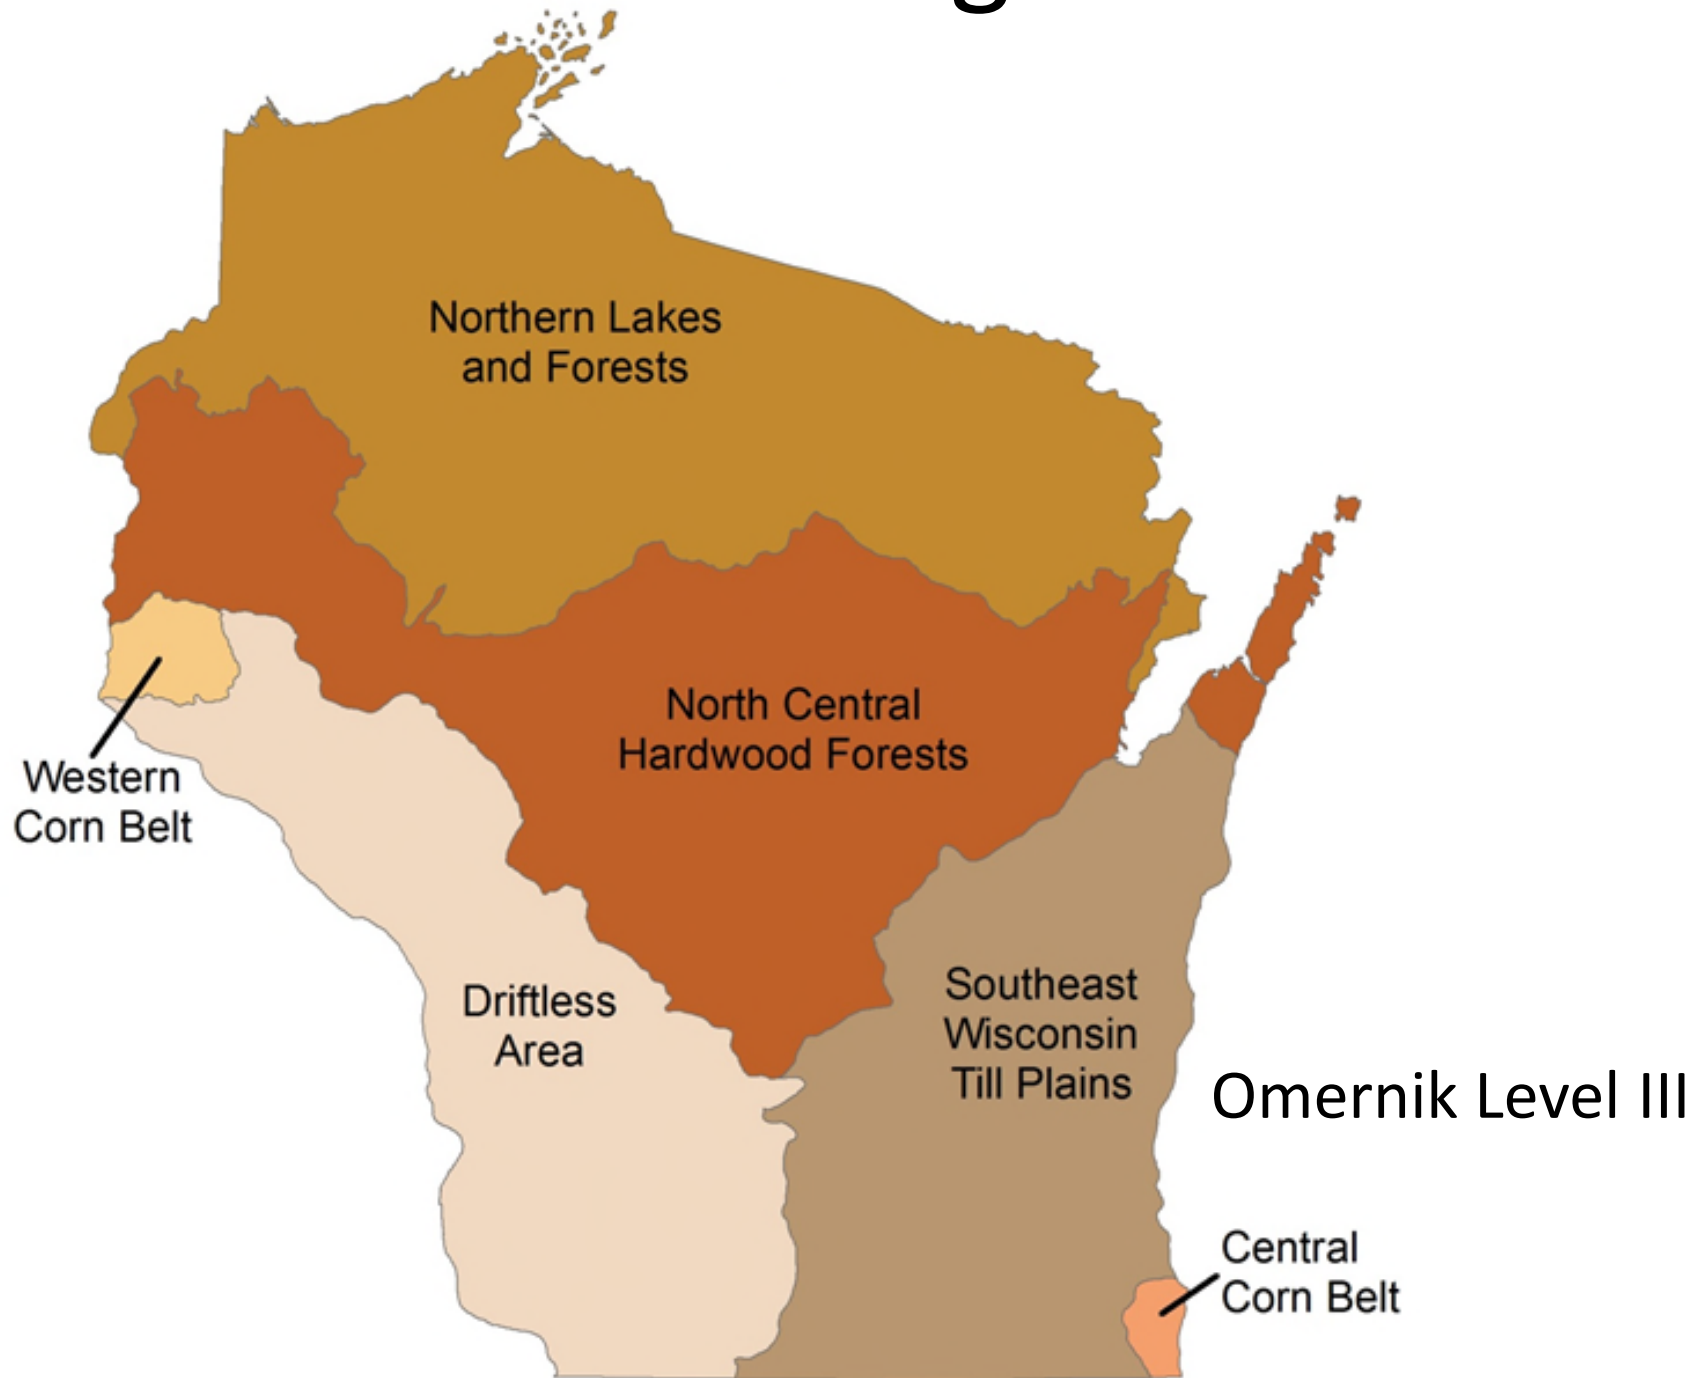 Northern Lakes
and Forests
North Central
Hardwood Forests
Western
Corn Belt
Driftless
Area
Southeast
Wisconsin
Till Plains
Omernik Level III
Central
Corn Belt